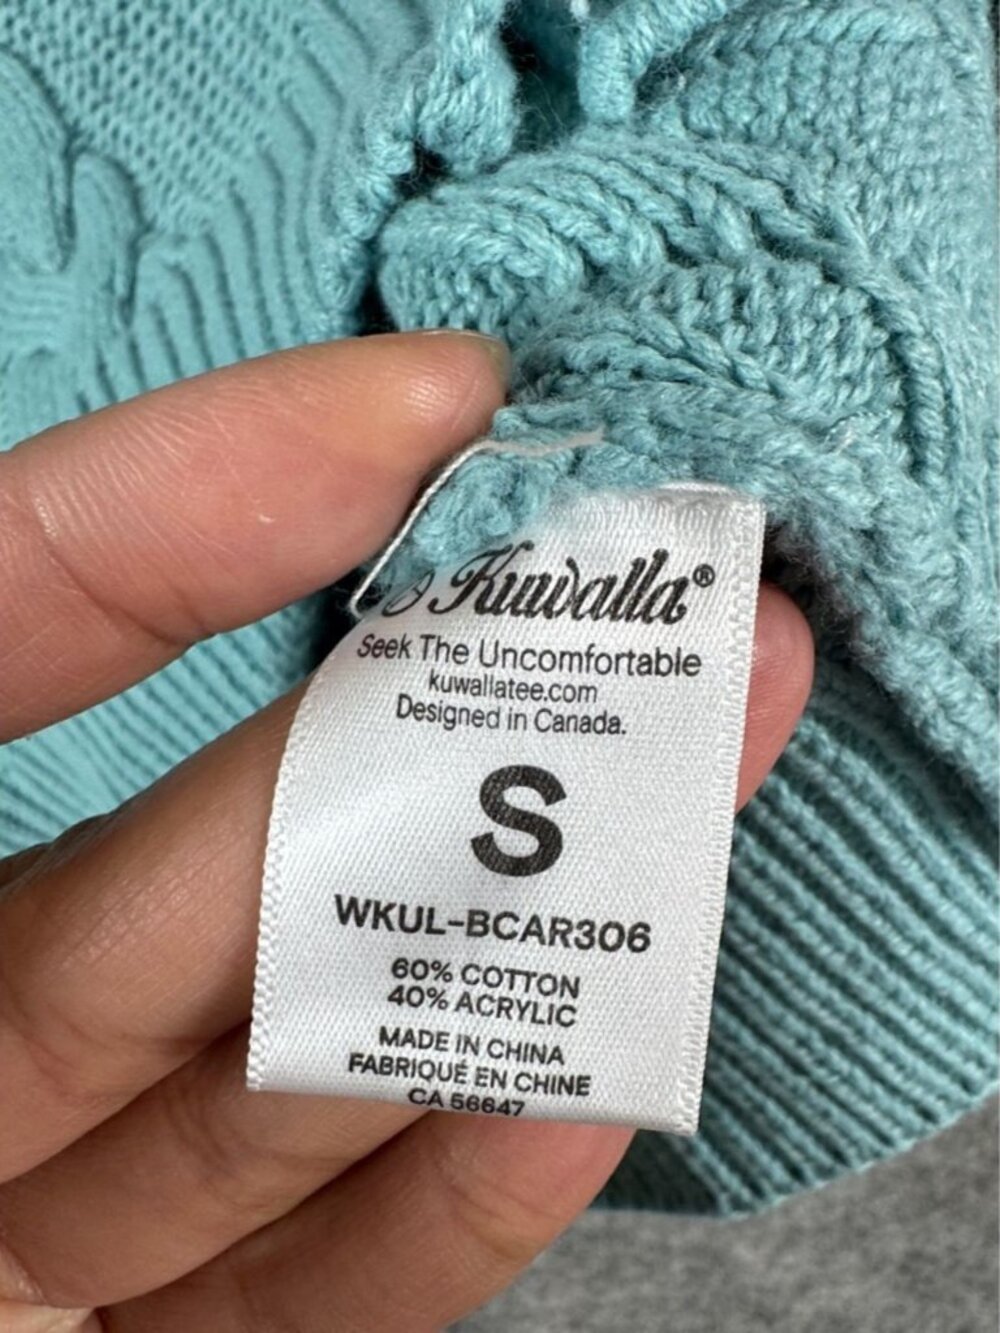 Kuwalla®
Seek The Uncomfortable
kuwallatee.com
Designed in Canada.
S
WKUL-BCAR306
60% COTTON
40% ACRYLIC
MADE IN CHINA
FABRIQUÉ EN CHINE
CA 56647